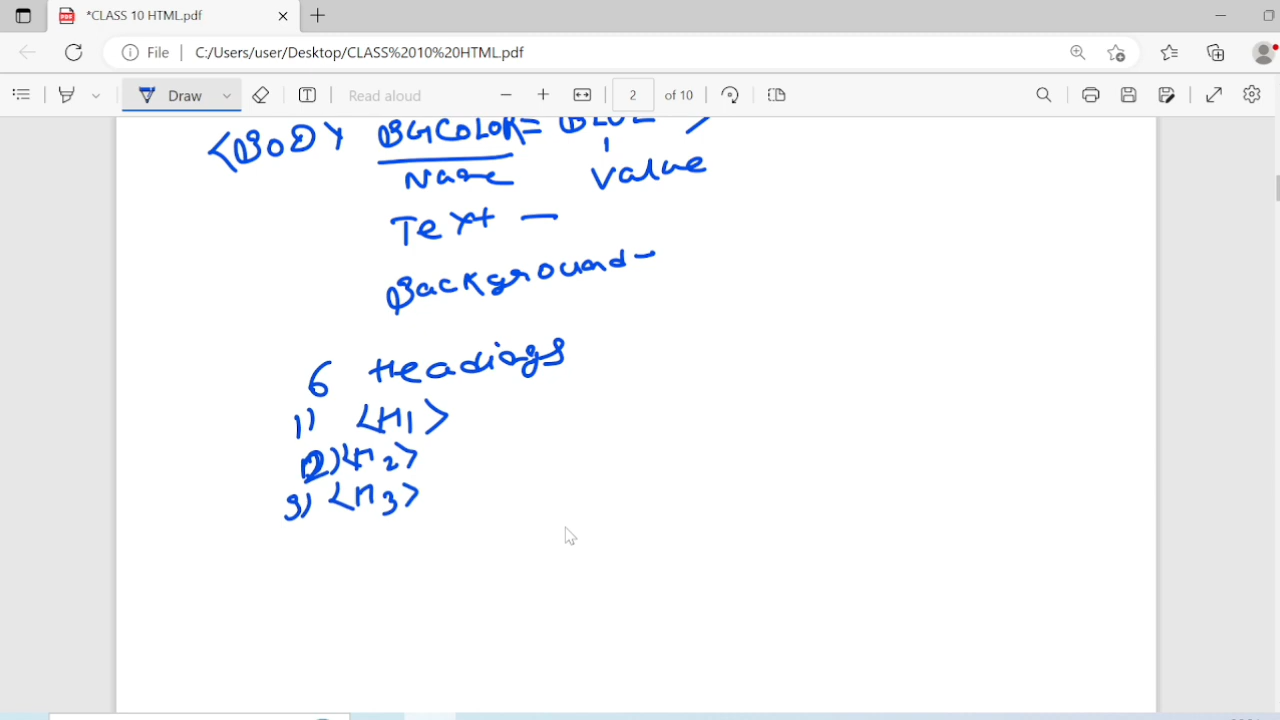 *CLASS 10 HTML.pdf
File | C:/Users/user/Desktop/CLASS%2010%20HTML.pdf
Draw Read aloud 2 of 10
<BODY BGCOLOR= BLUE >
Name Value
Text —
Background -
6 Headings
1) <H1>
2) <H2>
3) <H3>